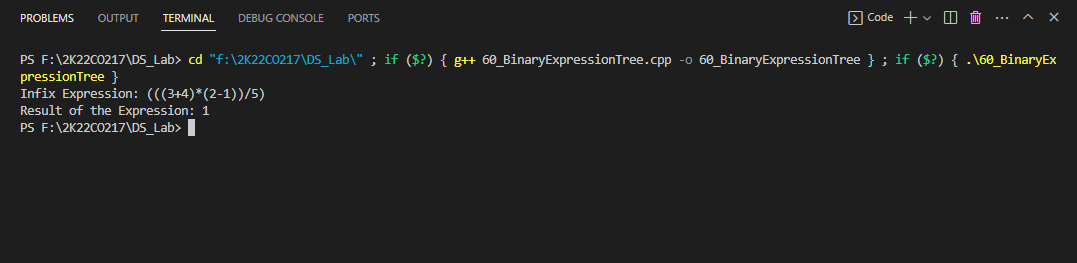 PROBLEMS OUTPUT TERMINAL DEBUG CONSOLE PORTS Code
PS F:\2K22CO217\DS_Lab> cd "f:\2K22CO217\DS_Lab\" ; if ($?) { g++ 60_BinaryExpressionTree.cpp -o 60_BinaryExpressionTree } ; if ($?) { .\60_BinaryEx
pressionTree }
Infix Expression: (((3+4)*(2-1))/5)
Result of the Expression: 1
PS F:\2K22CO217\DS_Lab>